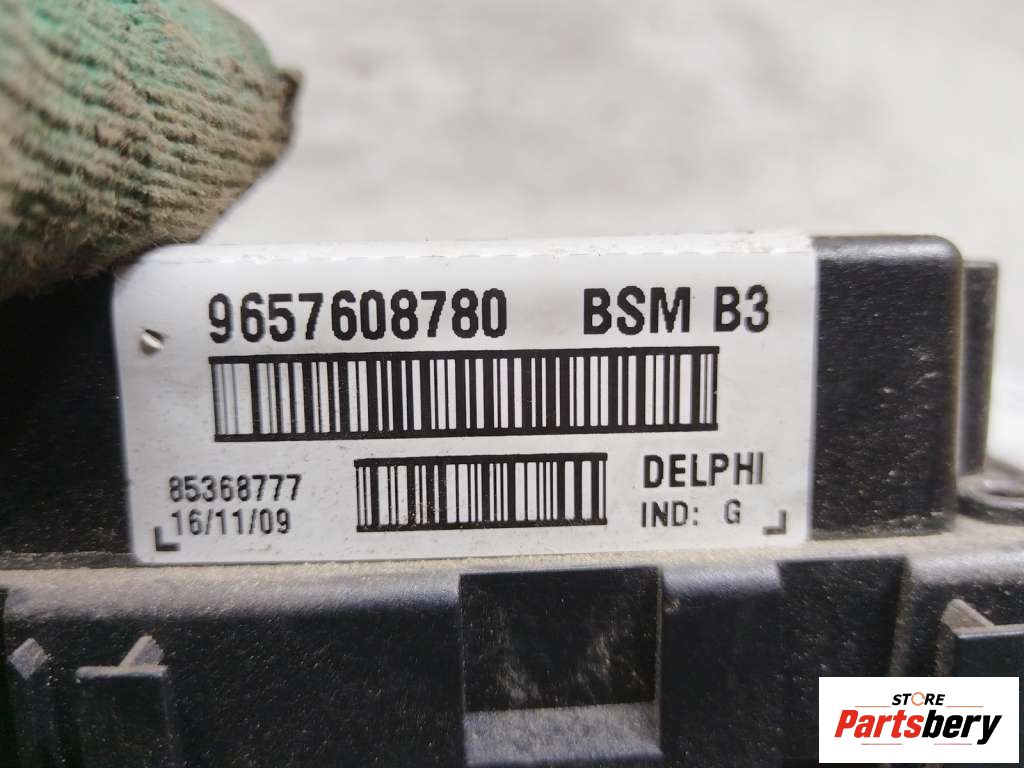 9657608780 BSM B3
85368777 DELPHI
16/11/09 IND: G
STORE
Partsbery